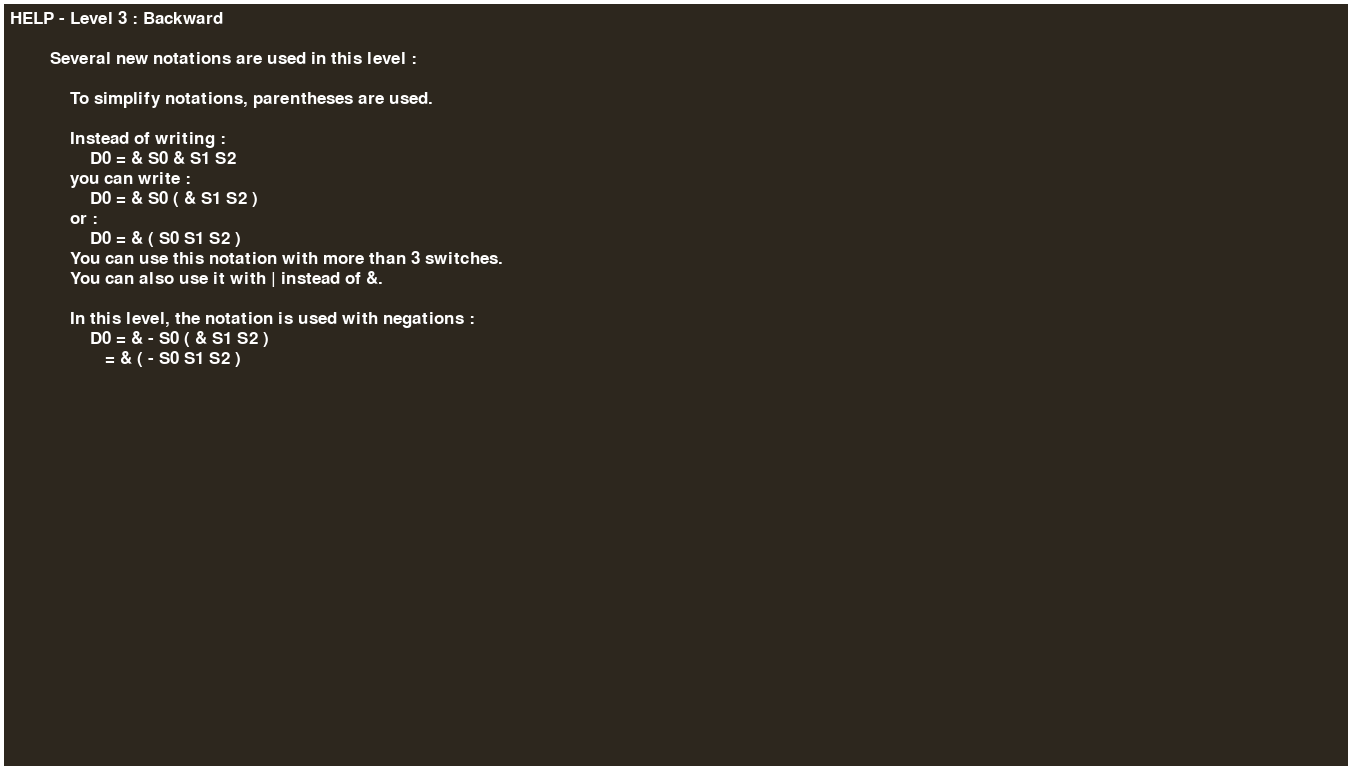 HELP - Level 3 : Backward
Several new notations are used in this level :
To simplify notations, parentheses are used.
Instead of writing :
D0 = & S0 & S1 S2
you can write :
D0 = & S0 ( & S1 S2 )
or :
D0 = & ( S0 S1 S2 )
You can use this notation with more than 3 switches.
You can also use it with | instead of &.
In this level, the notation is used with negations :
D0 = & - S0 ( & S1 S2 )
= & ( - S0 S1 S2 )